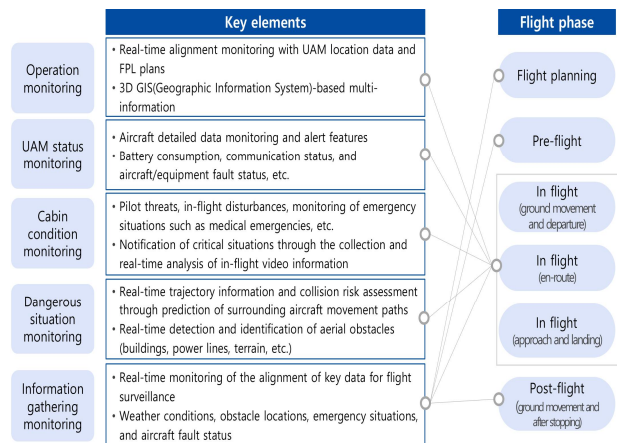 Key elements
Flight phase
Operation
monitoring
• Real-time alignment monitoring with UAM location data and
FPL plans
• 3D GIS(Geographic Information System)-based multi-
information
UAM status
monitoring
• Aircraft detailed data monitoring and alert features
• Battery consumption, communication status, and
aircraft/equipment fault status, etc.
Cabin
condition
monitoring
• Pilot threats, in-flight disturbances, monitoring of emergency
situations such as medical emergencies, etc.
• Notification of critical situations through the collection and
real-time analysis of in-flight video information
Dangerous
situation
monitoring
• Real-time trajectory information and collision risk assessment
through prediction of surrounding aircraft movement paths
• Real-time detection and identification of aerial obstacles
(buildings, power lines, terrain, etc.)
Information
gathering
monitoring
• Real-time monitoring of the alignment of key data for flight
surveillance
• Weather conditions, obstacle locations, emergency situations,
and aircraft fault status
Flight planning
Pre-flight
In flight
(ground movement
and departure)
In flight
(en-route)
In flight
(approach and landing)
Post-flight
(ground movement and
after stopping)